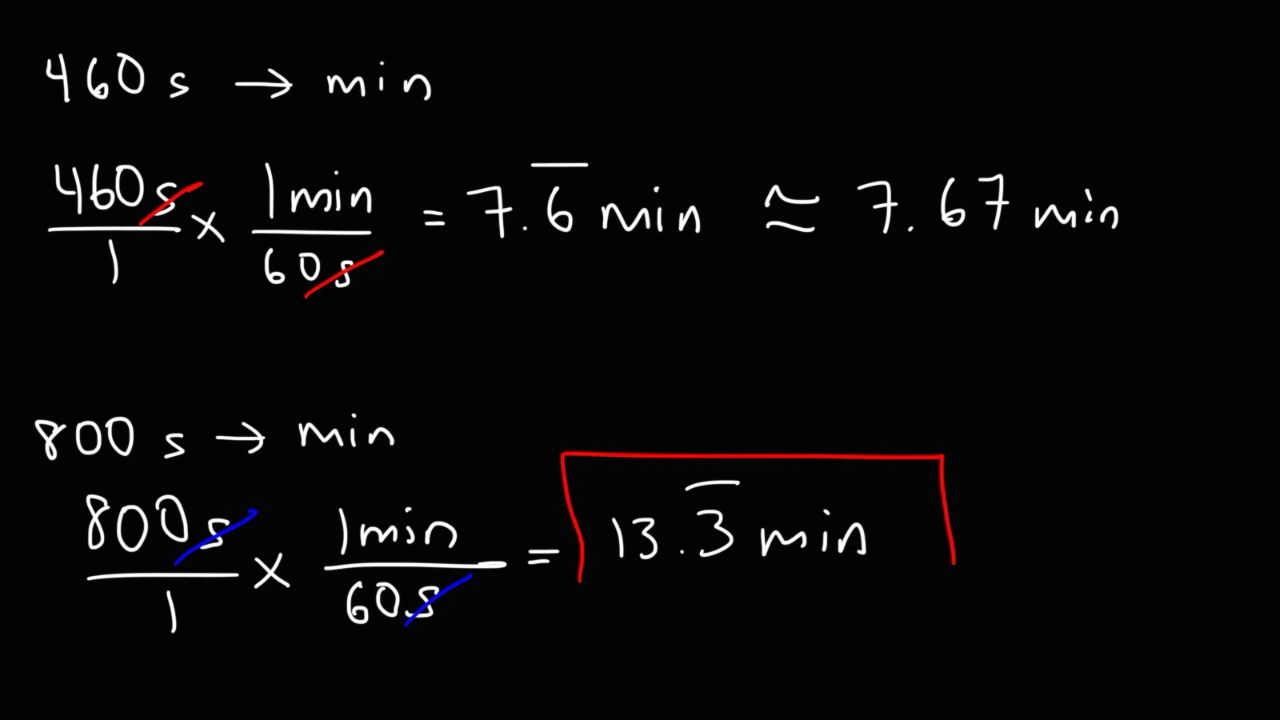 460 s → min
460 s / 1 × 1 min / 60 s = 7.6̅ min ≈ 7.67 min
800 s → min
800 s / 1 × 1 min / 60 s = 13.3̅ min